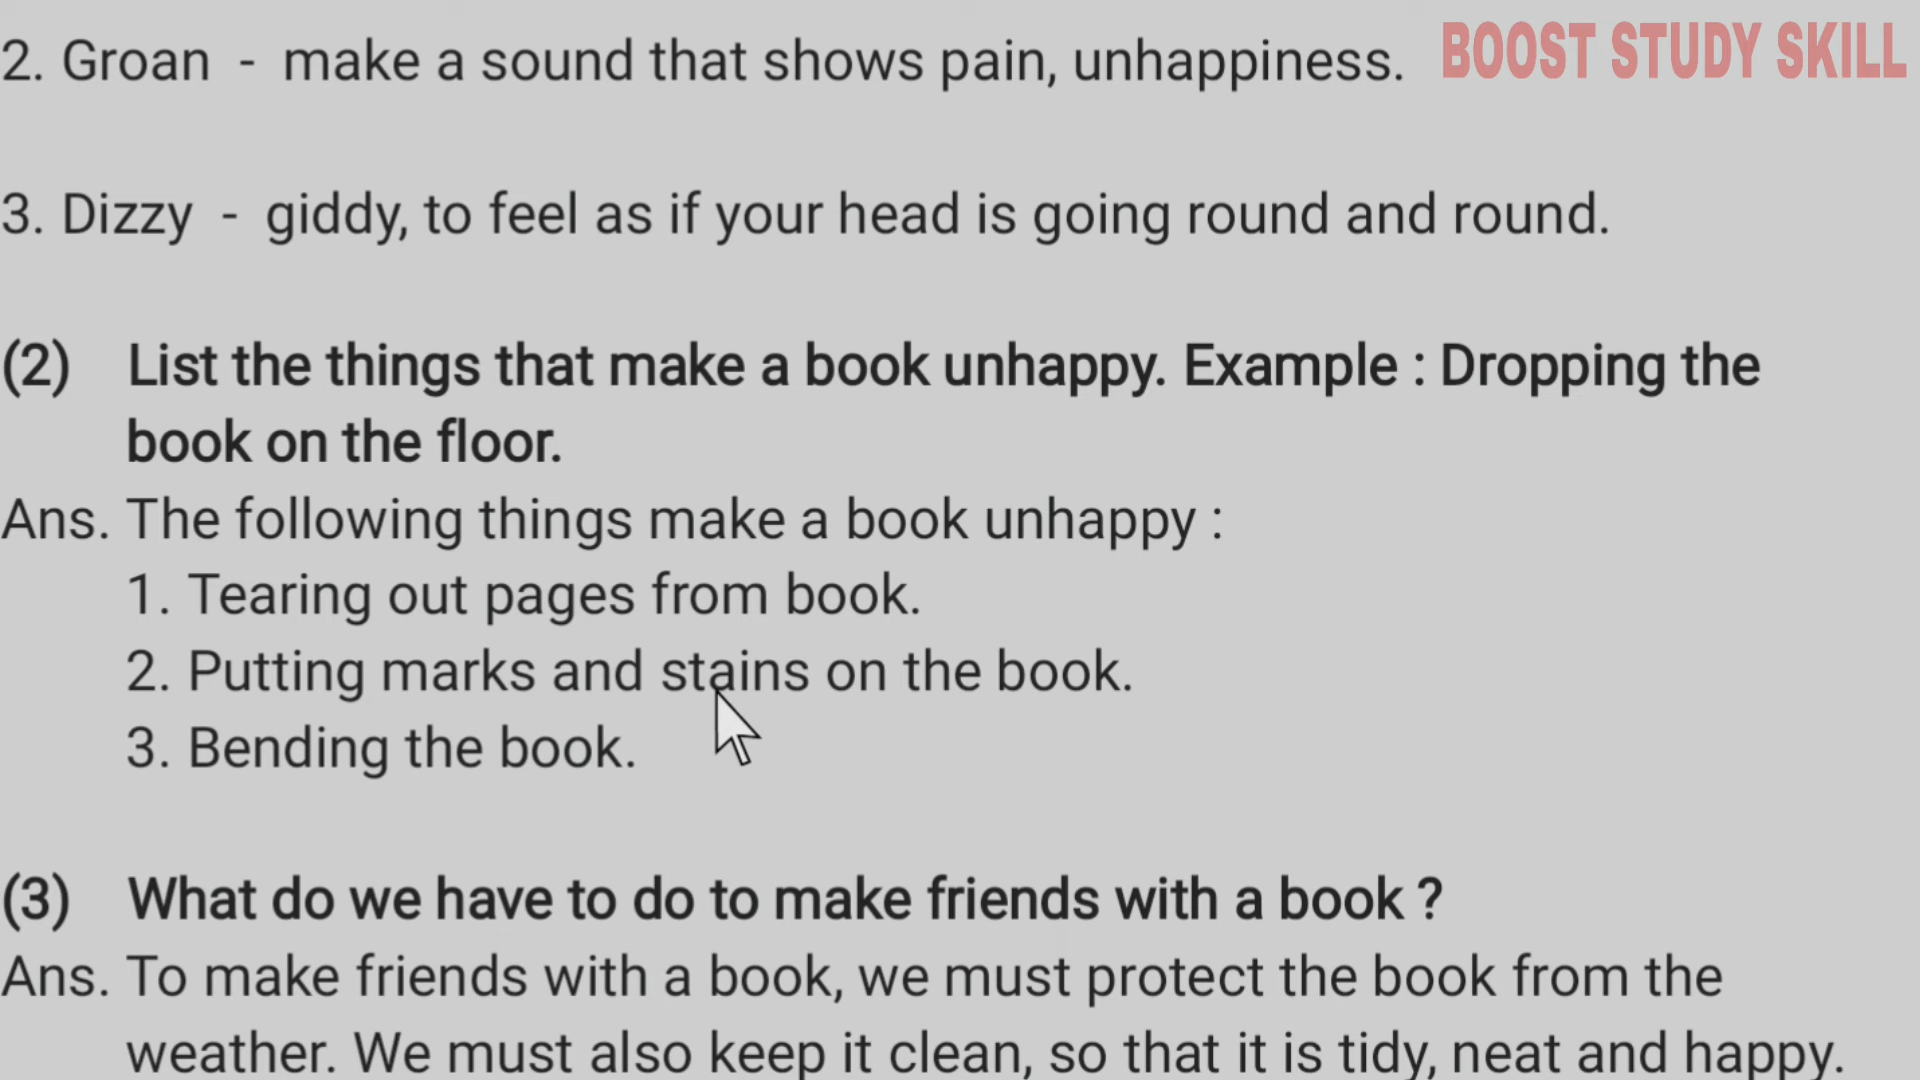 2. Groan - make a sound that shows pain, unhappiness.
BOOST STUDY SKILL
3. Dizzy - giddy, to feel as if your head is going round and round.
(2) List the things that make a book unhappy. Example : Dropping the
book on the floor.
Ans. The following things make a book unhappy :
1. Tearing out pages from book.
2. Putting marks and stains on the book.
3. Bending the book.
(3) What do we have to do to make friends with a book ?
Ans. To make friends with a book, we must protect the book from the
weather. We must also keep it clean, so that it is tidy, neat and happy.